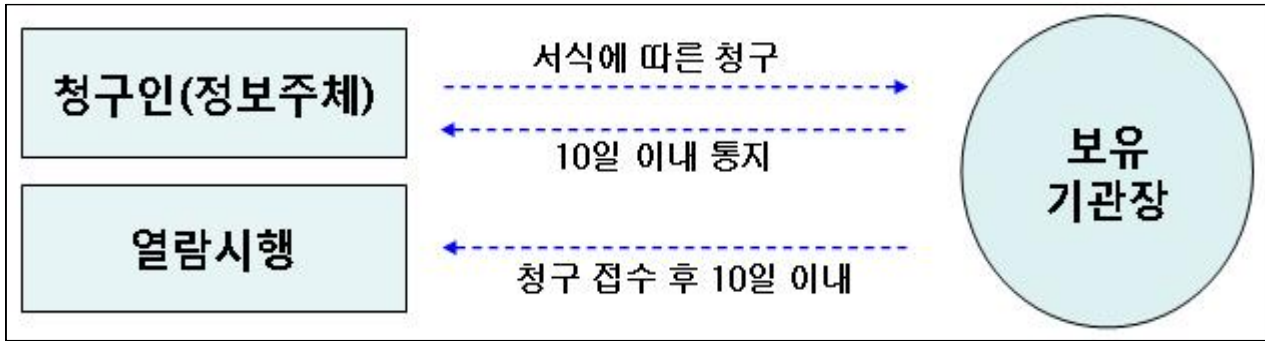 청구인(정보주체)
서식에 따른 청구
10일 이내 통지
보유
기관장
열람시행
청구 접수 후 10일 이내